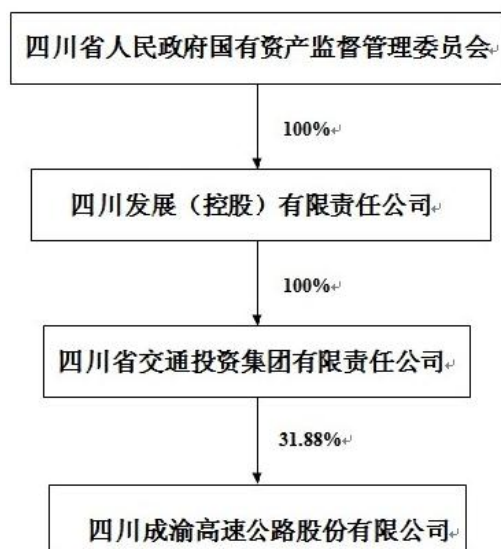 四川省人民政府国有资产监督管理委员会
100%
四川发展（控股）有限责任公司
100%
四川省交通投资集团有限责任公司
31.88%
四川成渝高速公路股份有限公司